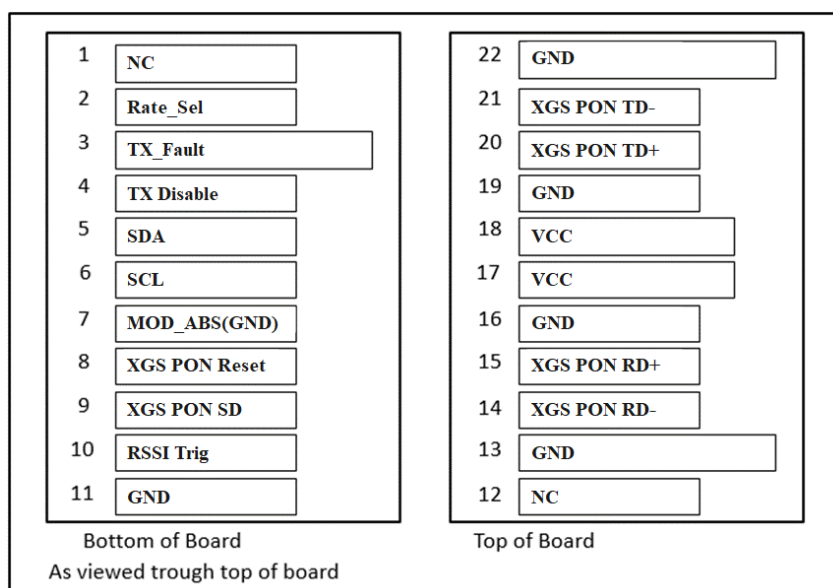 1 NC
2 Rate_Sel
3 TX_Fault
4 TX Disable
5 SDA
6 SCL
7 MOD_ABS(GND)
8 XGS PON Reset
9 XGS PON SD
10 RSSI Trig
11 GND
Bottom of Board
As viewed trough top of board
22 GND
21 XGS PON TD-
20 XGS PON TD+
19 GND
18 VCC
17 VCC
16 GND
15 XGS PON RD+
14 XGS PON RD-
13 GND
12 NC
Top of Board